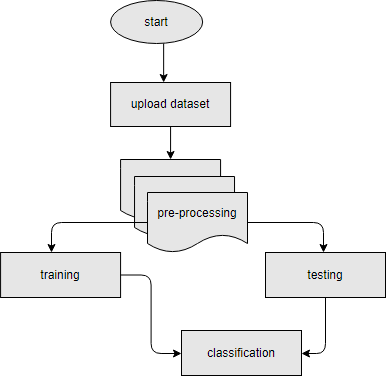 start
upload dataset
pre-processing
training
testing
classification